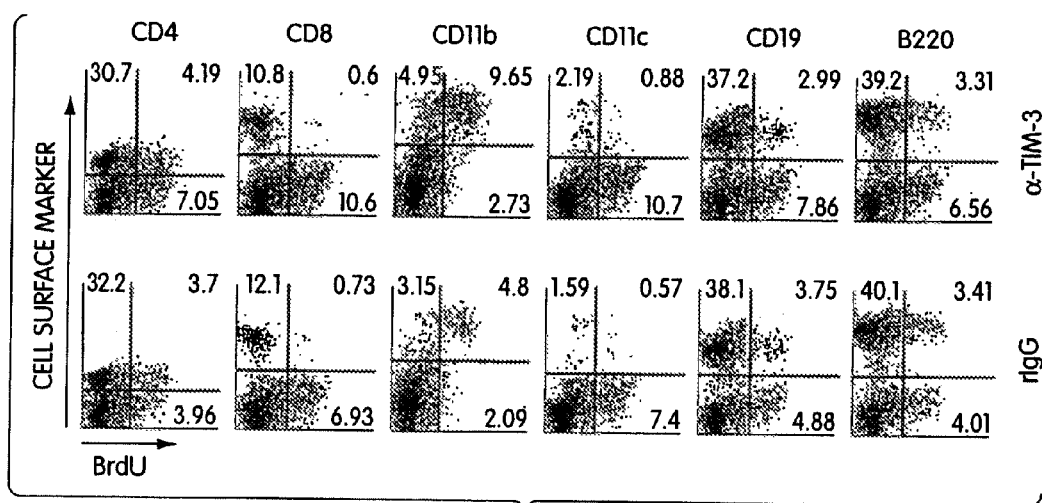 CD4 CD8 CD11b CD11c CD19 B220
30.7 4.19 10.8 0.6 4.95 9.65 2.19 0.88 37.2 2.99 39.2 3.31
7.05 10.6 2.73 10.7 7.86 6.56
α-TIM-3
CELL SURFACE MARKER
32.2 3.7 12.1 0.73 3.15 4.8 1.59 0.57 38.1 3.75 40.1 3.41
3.96 6.93 2.09 7.4 4.88 4.01
rIgG
BrdU